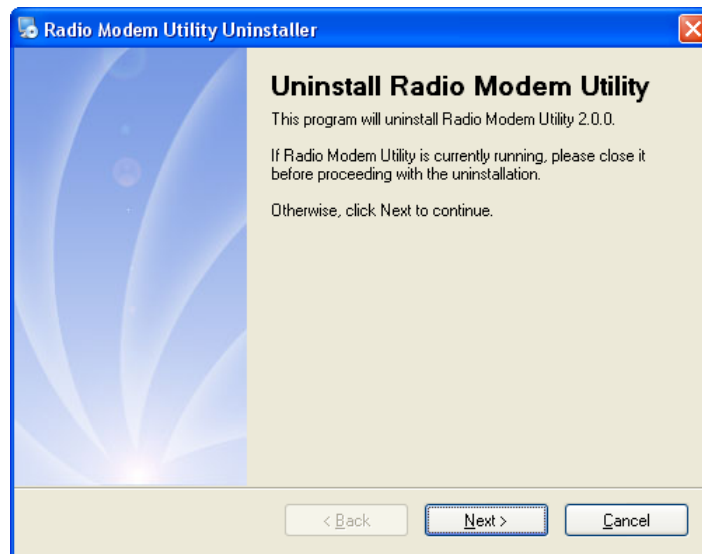 Radio Modem Utility Uninstaller
Uninstall Radio Modem Utility
This program will uninstall Radio Modem Utility 2.0.0.
If Radio Modem Utility is currently running, please close it
before proceeding with the uninstallation.
Otherwise, click Next to continue.
< Back
Next >
Cancel